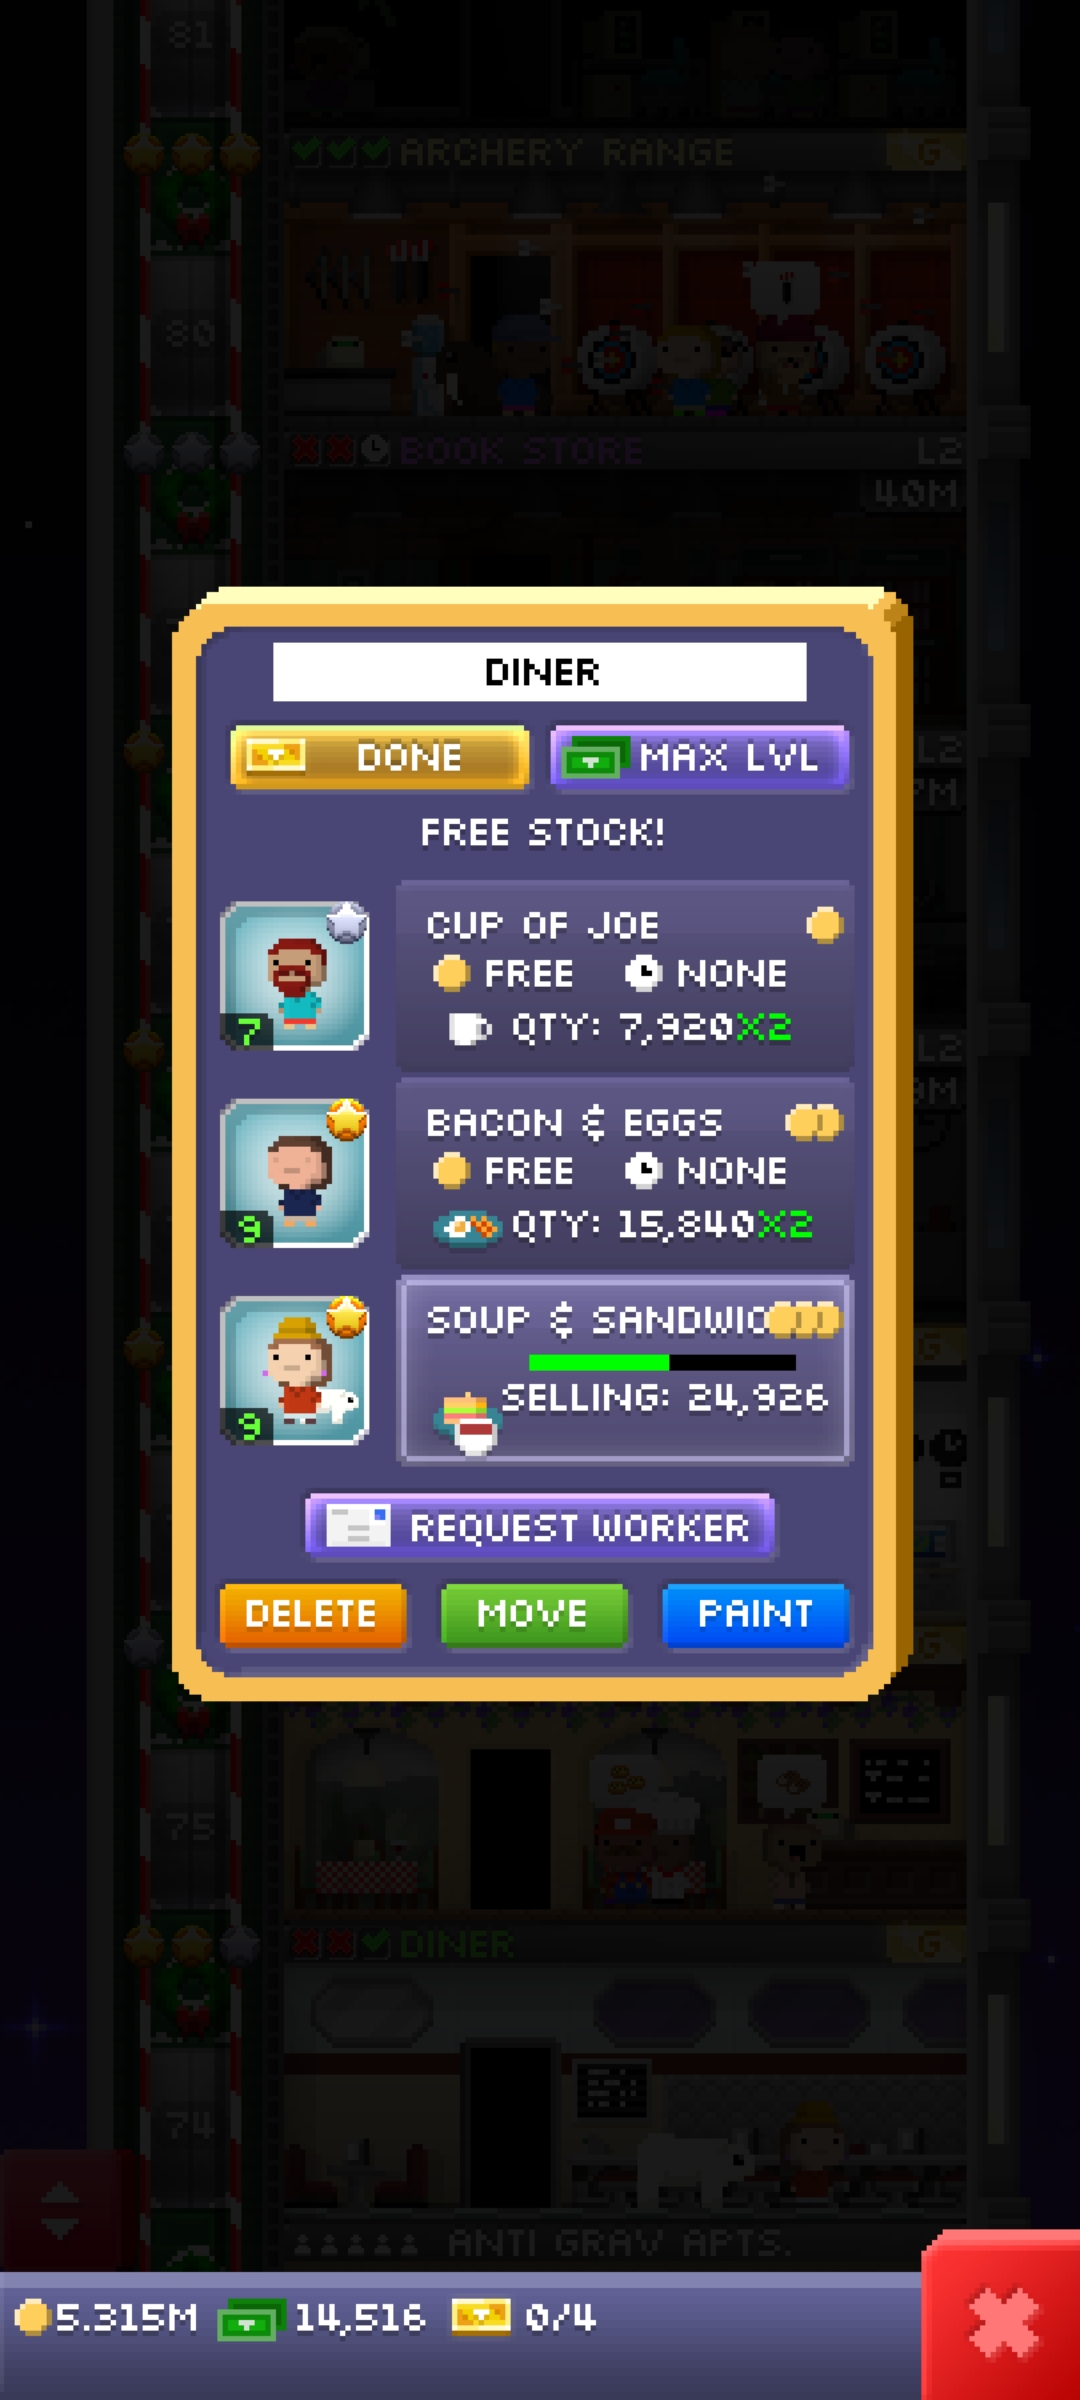 81
ARCHERY RANGE G
80
BOOK STORE L2
40M
DINER
DONE MAX LVL
L2
FREE STOCK!
CUP OF JOE
FREE NONE
7 QTY: 7,920X2
L2
BACON & EGGS
FREE NONE
9 QTY: 15,840X2
SOUP & SANDWIC
G
SELLING: 24,926
9
REQUEST WORKER
DELETE MOVE PAINT
G
75
DINER G
74
ANTI GRAV APTS.
5.315M 14,516 0/4